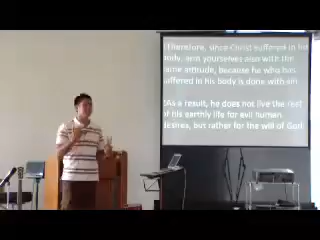 Therefore, since Christ suffered in his
body, arm yourselves also with the
same attitude, because he who has
suffered in his body is done with sin.
2As a result, he does not live the rest
of his earthly life for evil human
desires, but rather for the will of God.